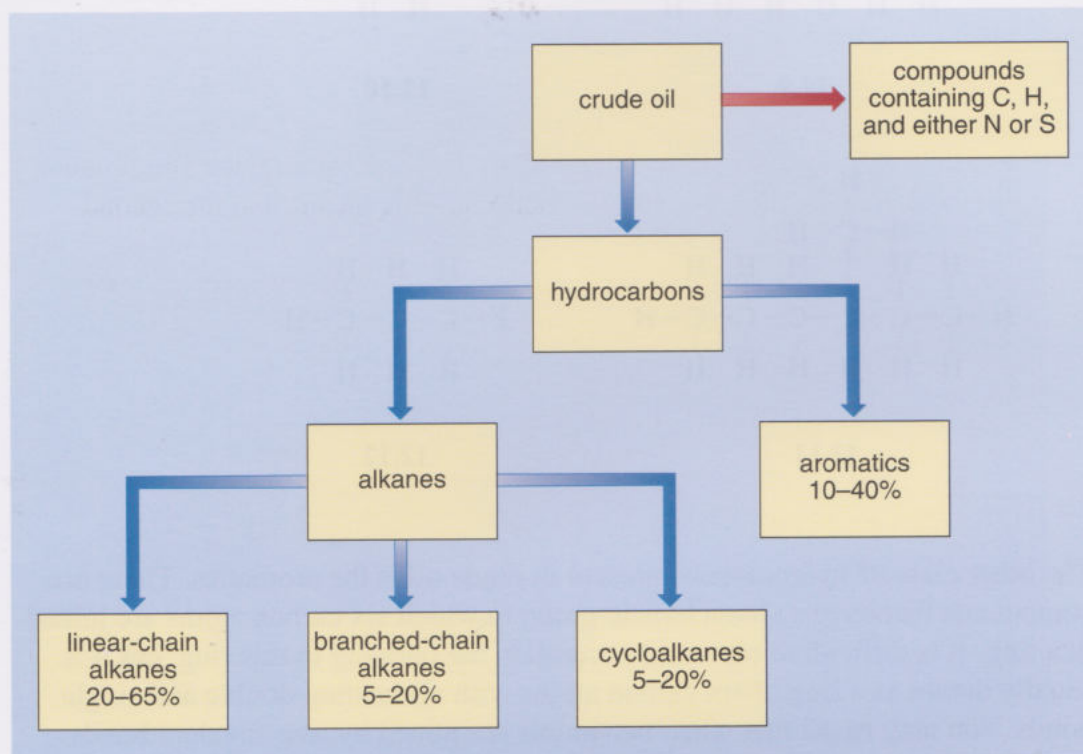 crude oil
compounds
containing C, H,
and either N or S
hydrocarbons
alkanes
aromatics
10–40%
linear-chain
alkanes
20–65%
branched-chain
alkanes
5–20%
cycloalkanes
5–20%